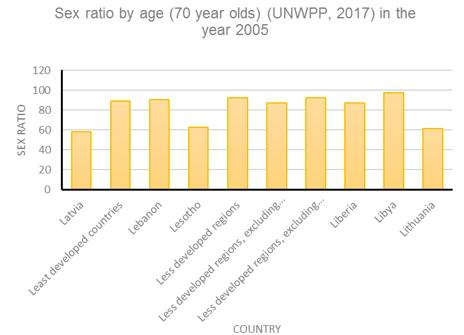 Sex ratio by age (70 year olds) (UNWPP, 2017) in the
year 2005
120
100
80
60
40
20
0
SEX RATIO
Latvia
Least developed countries
Lebanon
Lesotho
Less developed regions
Less developed regions, excluding...
Less developed regions, excluding...
Liberia
Libya
Lithuania
COUNTRY